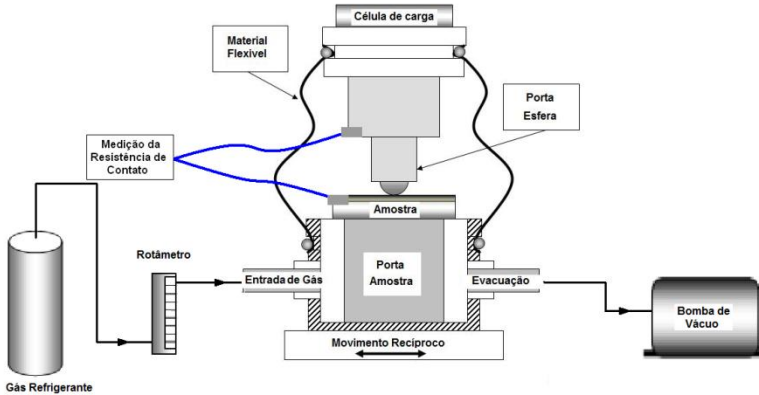 Célula de carga
Material
Flexivel
Porta
Esfera
Medição da
Resistência de
Contato
Amostra
Rotâmetro
Entrada de Gás
Porta
Amostra
Evacuação
Bomba de
Vácuo
Movimento Recíproco
Gás Refrigerante